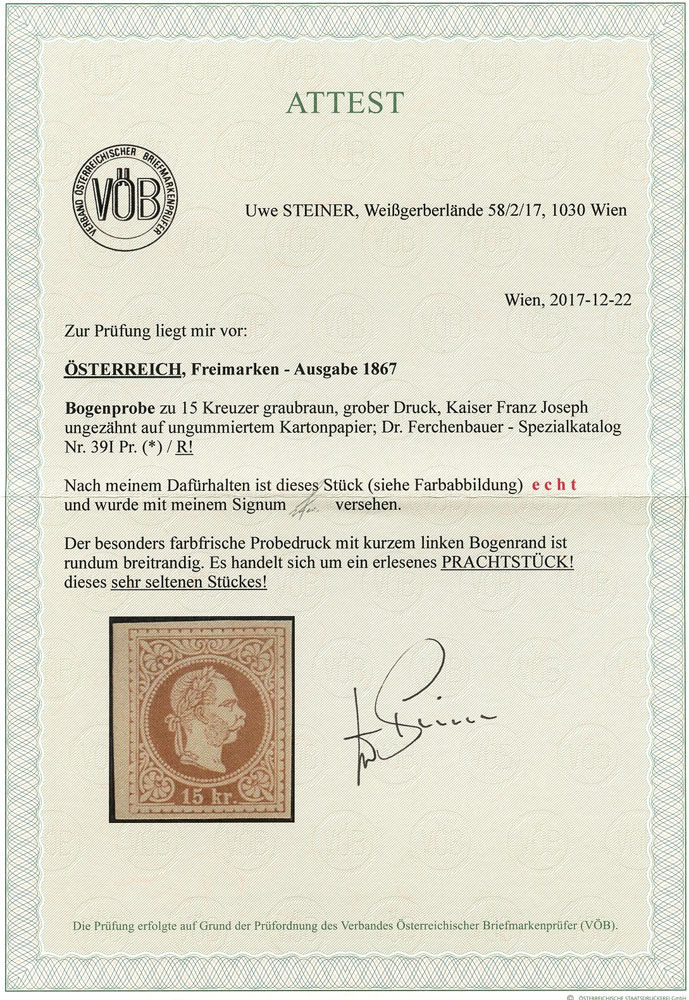 ATTEST
VERBAND ÖSTERREICHISCHER BRIEFMARKENPRÜFER
VÖB
Uwe STEINER, Weißgerberlände 58/2/17, 1030 Wien
Wien, 2017-12-22
Zur Prüfung liegt mir vor:
ÖSTERREICH, Freimarken - Ausgabe 1867
Bogenprobe zu 15 Kreuzer graubraun, grober Druck, Kaiser Franz Joseph
ungezähnt auf ungummiertem Kartonpapier; Dr. Ferchenbauer - Spezialkatalog
Nr. 39I Pr. (*) / R!
Nach meinem Dafürhalten ist dieses Stück (siehe Farbabbildung) echt
und wurde mit meinem Signum versehen.
Der besonders farbfrische Probedruck mit kurzem linken Bogenrand ist
rundum breitrandig. Es handelt sich um ein erlesenes PRACHTSTÜCK!
dieses sehr seltenen Stückes!
15 kr.
Die Prüfung erfolgte auf Grund der Prüfordnung des Verbandes Österreichischer Briefmarkenprüfer (VÖB).
© ÖSTERREICHISCHE STAATSDRUCKEREI GmbH